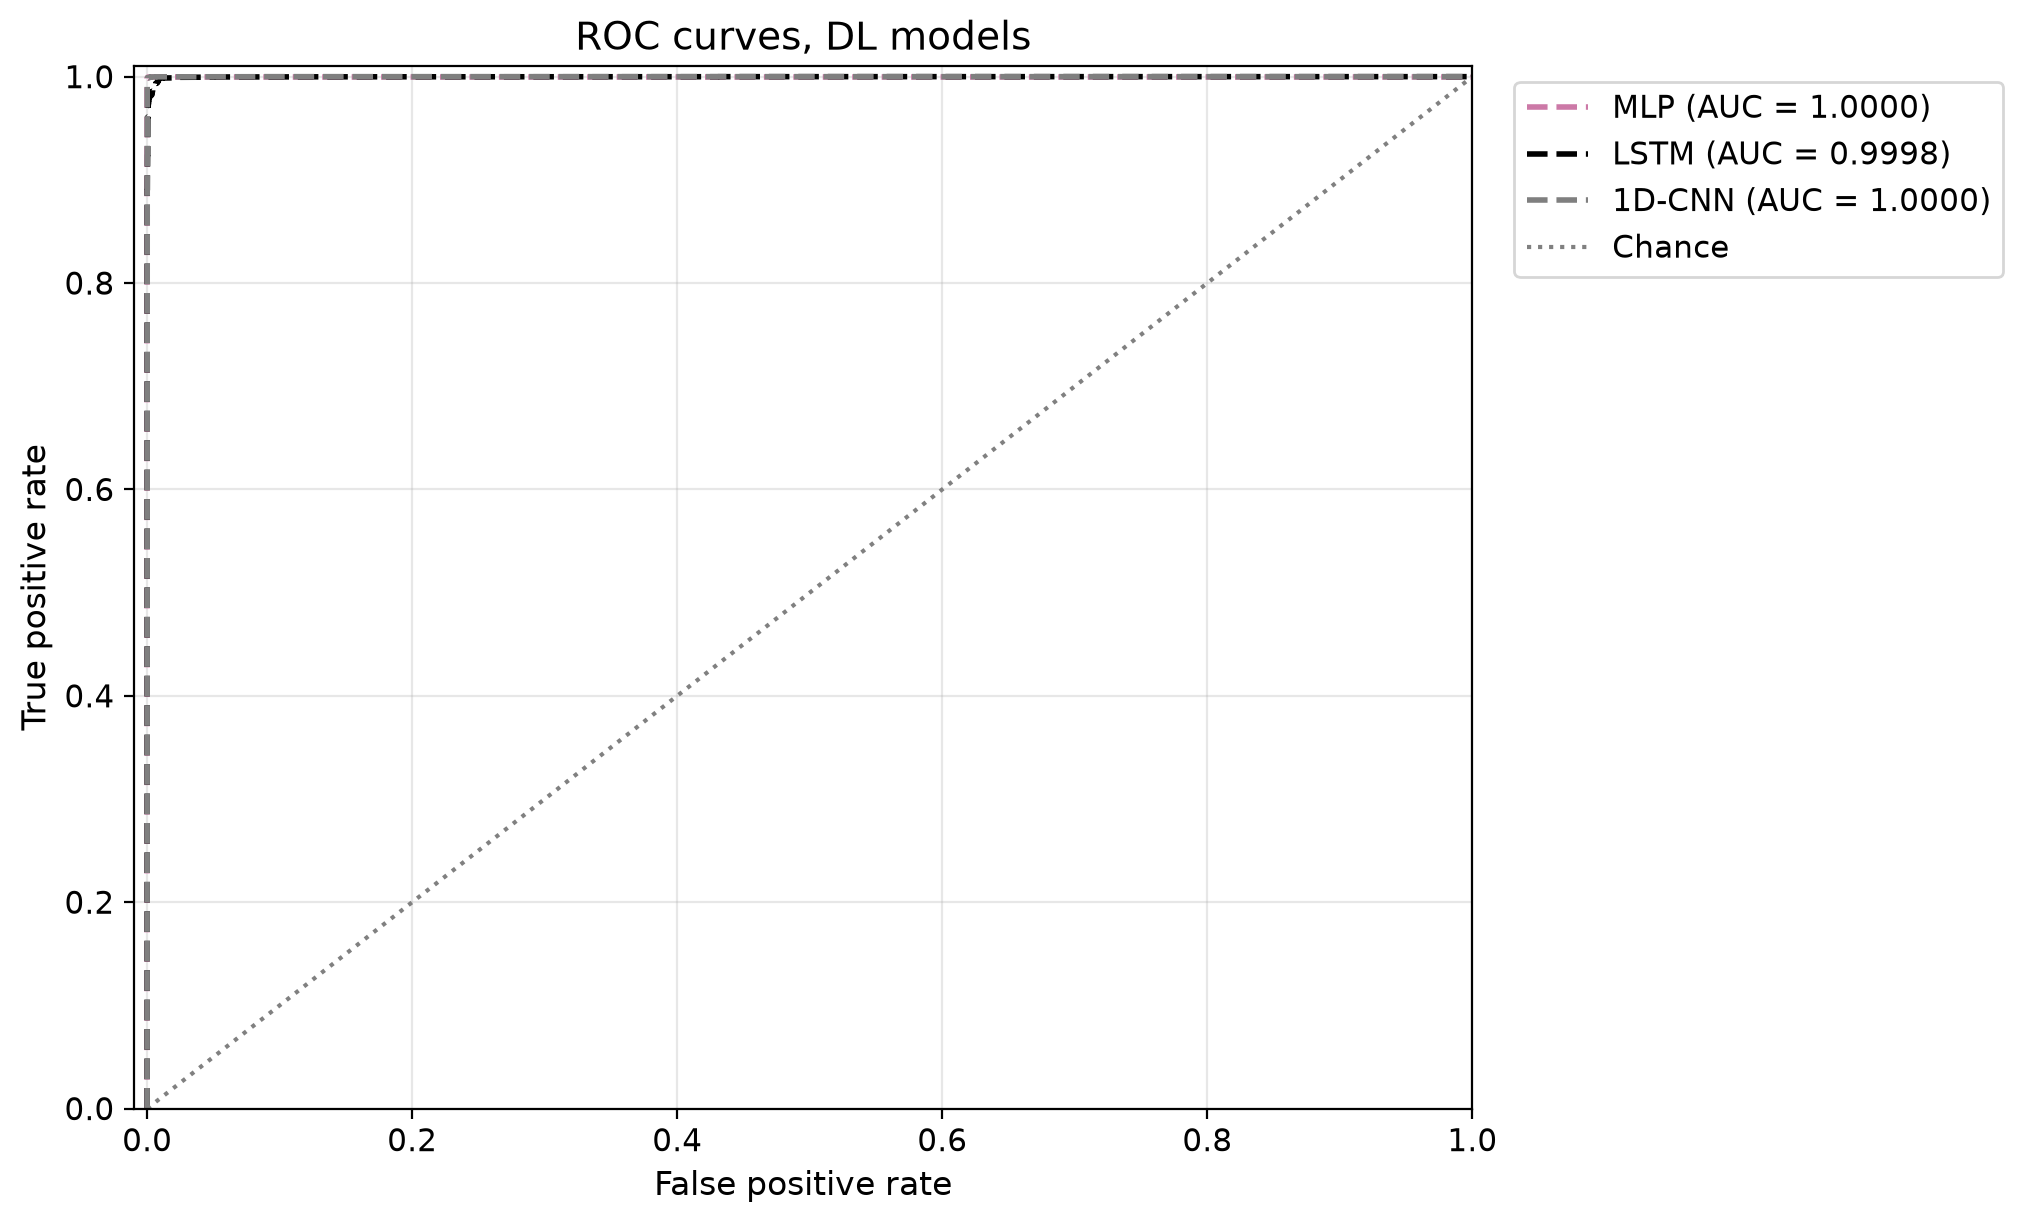 ROC curves, DL models
1.0
0.8
0.6
0.4
0.2
0.0
True positive rate
0.0 0.2 0.4 0.6 0.8 1.0
False positive rate
MLP (AUC = 1.0000)
LSTM (AUC = 0.9998)
1D-CNN (AUC = 1.0000)
Chance